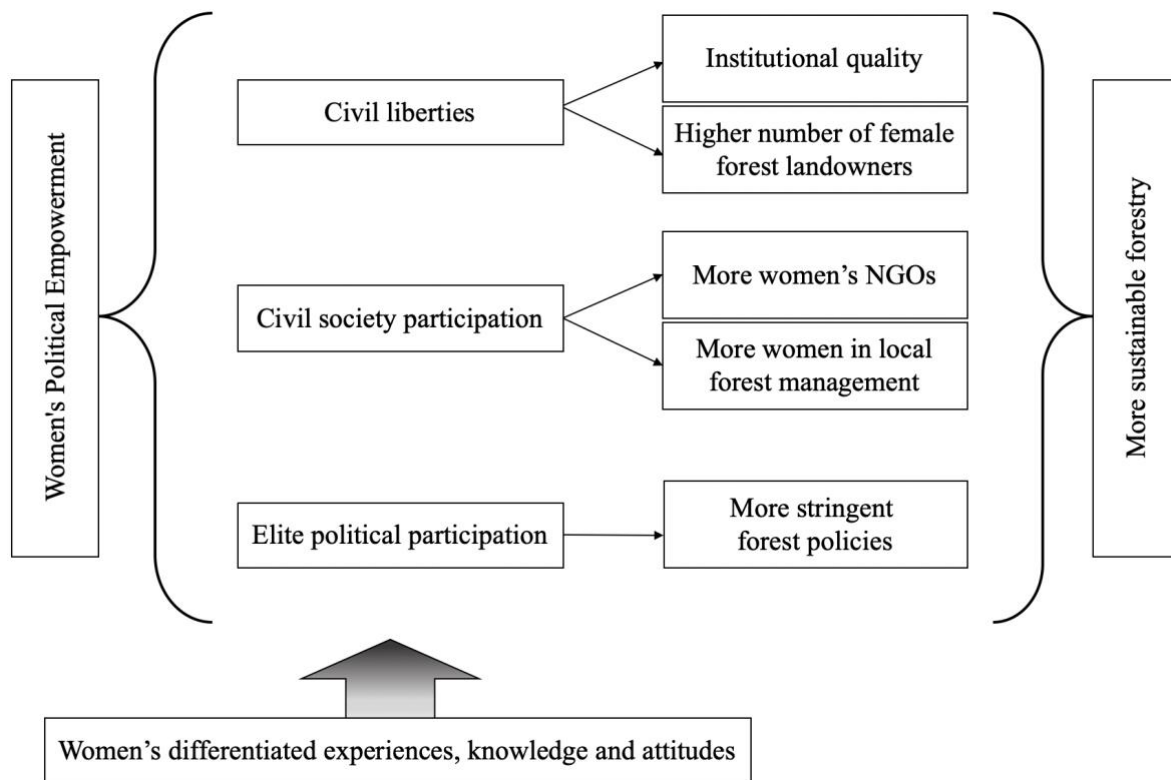 Women's Political Empowerment
Civil liberties
Institutional quality
Higher number of female
forest landowners
Civil society participation
More women’s NGOs
More women in local
forest management
Elite political participation
More stringent
forest policies
More sustainable forestry
Women’s differentiated experiences, knowledge and attitudes